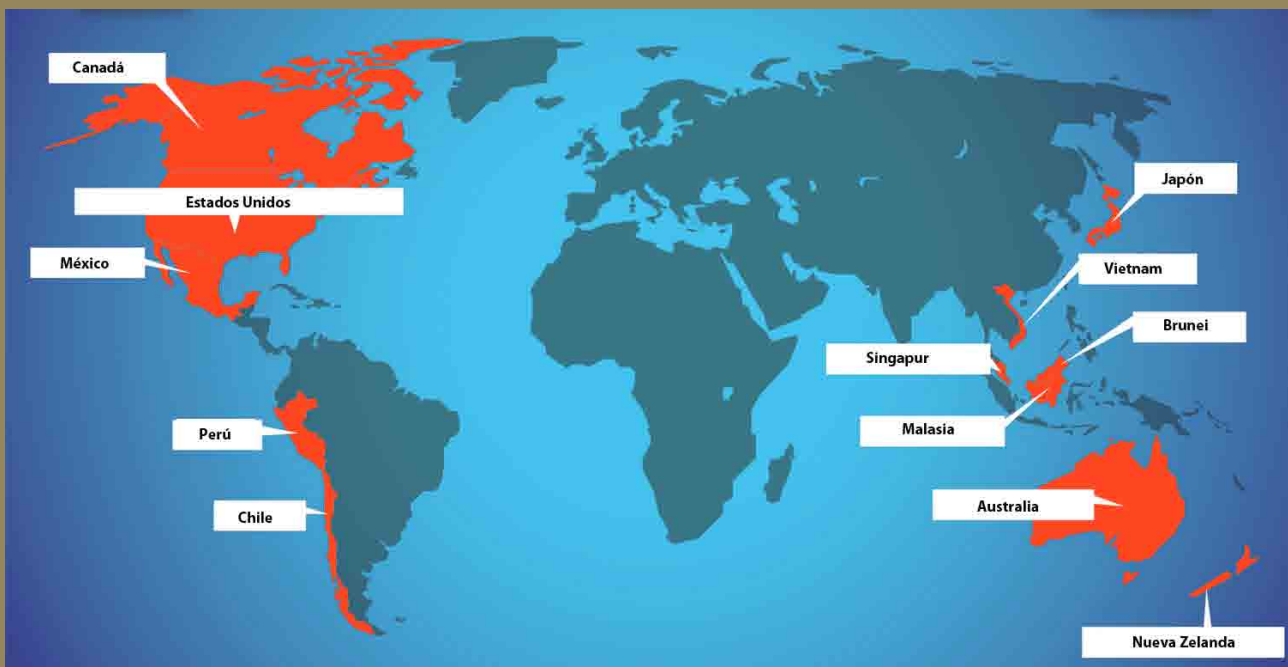 Canadá
Estados Unidos
México
Perú
Chile
Japón
Vietnam
Brunei
Singapur
Malasia
Australia
Nueva Zelanda